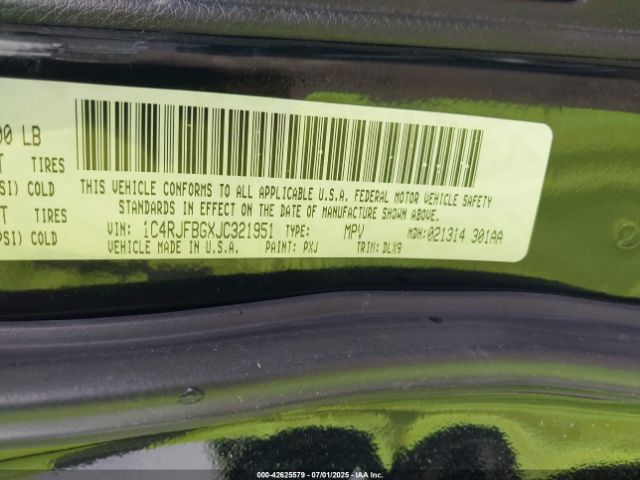 00 LB
T TIRES
SI) COLD
T TIRES
PSI) COLD
THIS VEHICLE CONFORMS TO ALL APPLICABLE U.S.A. FEDERAL MOTOR VEHICLE SAFETY
STANDARDS IN EFFECT ON THE DATE OF MANUFACTURE SHOWN ABOVE.
VIN: 1C4RJFBGXJC321951 TYPE: MPV MDH: 021314 301AA
VEHICLE MADE IN U.S.A. PAINT: PXJ TRIM: DLX9
000-42625579 | 07/01/2025 | IAA Inc.